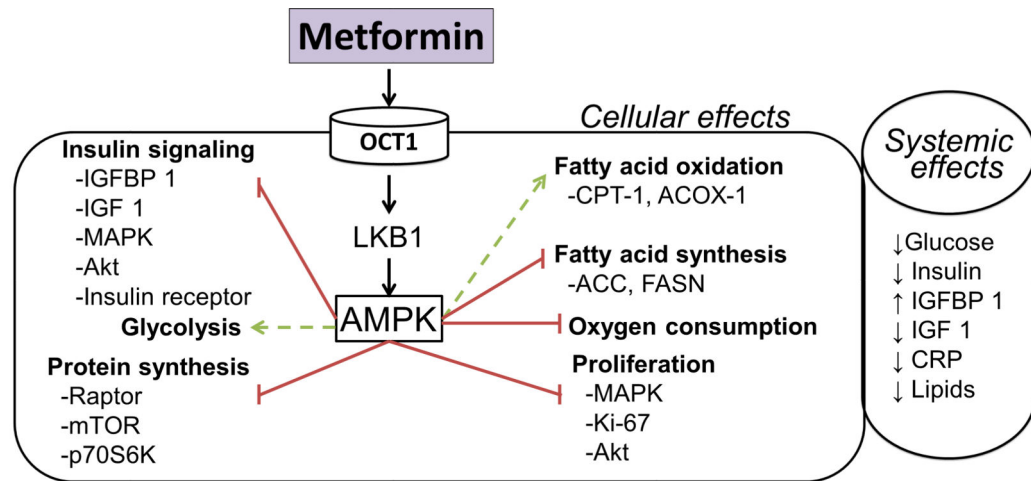 Metformin
OCT1
LKB1
AMPK
Insulin signaling
-IGFBP 1
-IGF 1
-MAPK
-Akt
-Insulin receptor
Glycolysis
Protein synthesis
-Raptor
-mTOR
-p70S6K
Cellular effects
Fatty acid oxidation
-CPT-1, ACOX-1
Fatty acid synthesis
-ACC, FASN
Oxygen consumption
Proliferation
-MAPK
-Ki-67
-Akt
Systemic
effects
↓Glucose
↓ Insulin
↑ IGFBP 1
↓ IGF 1
↓ CRP
↓ Lipids